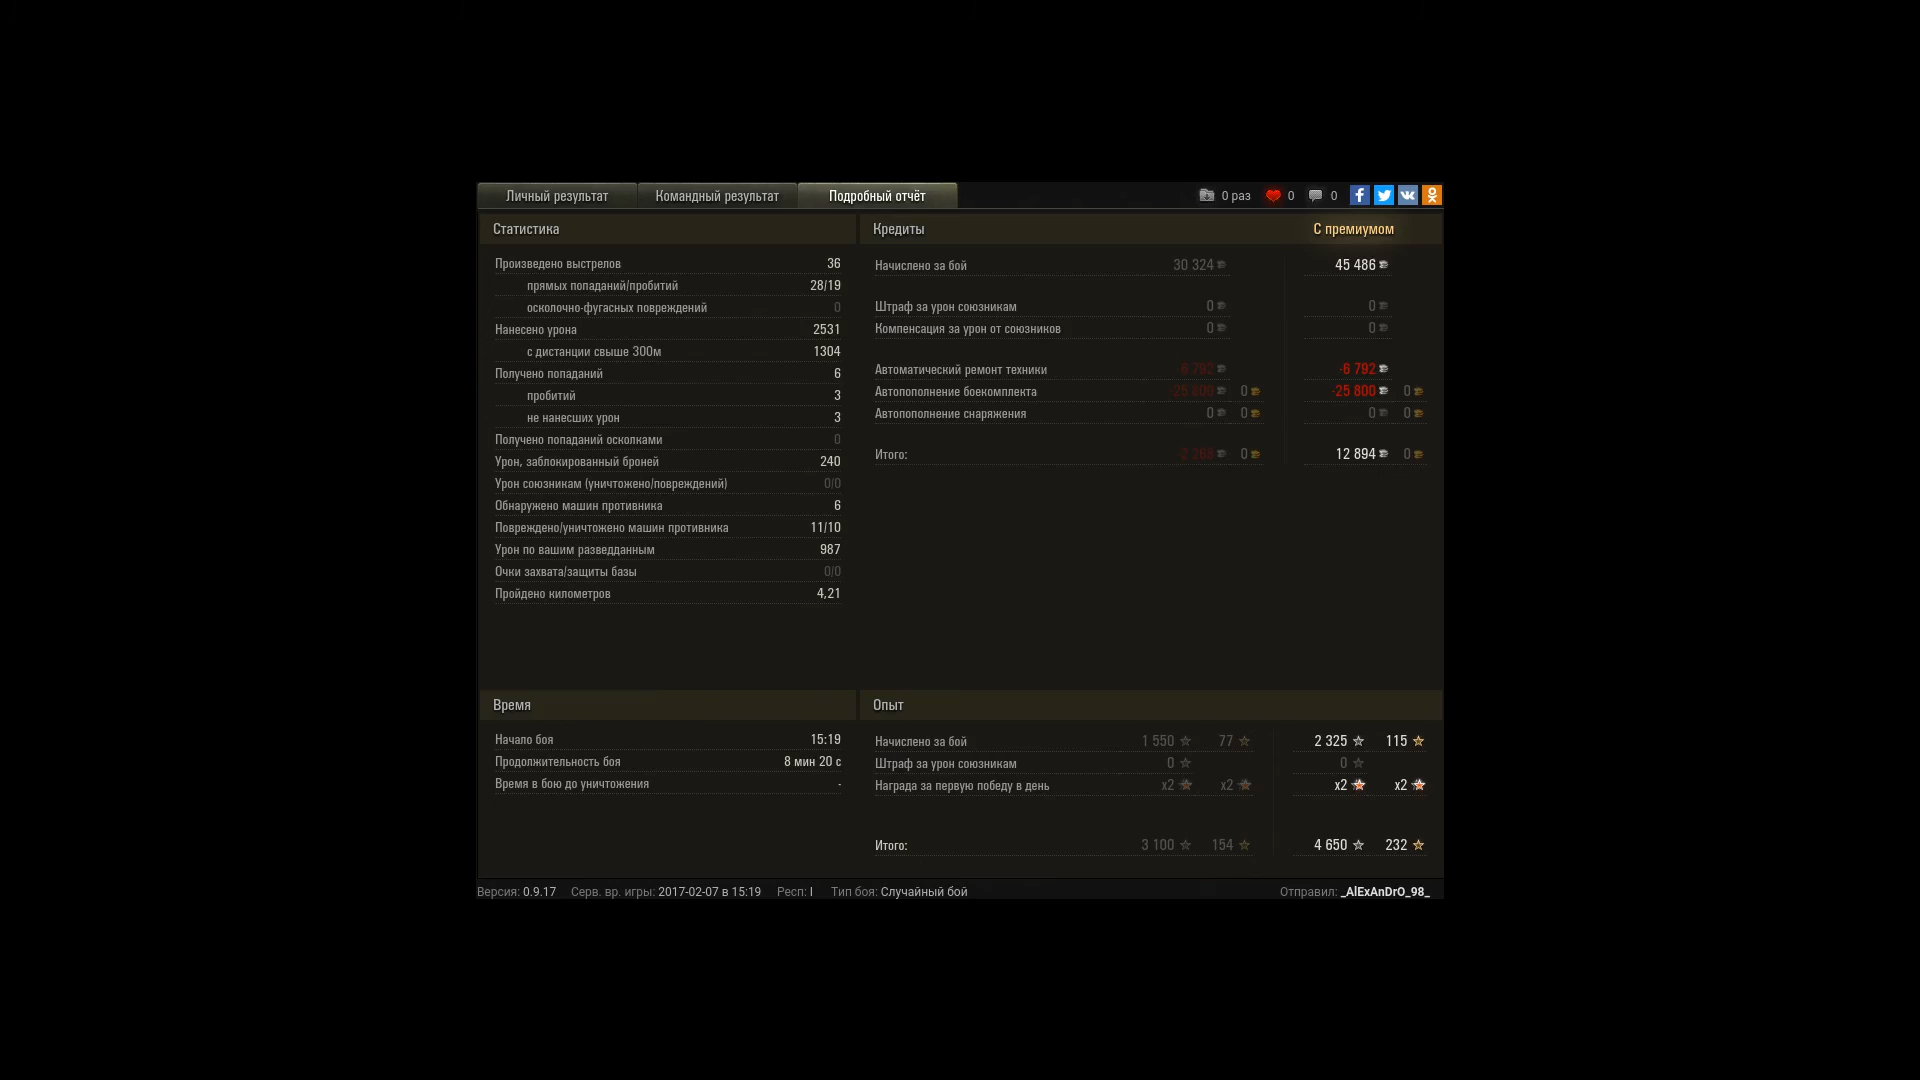 Личный результат Командный результат Подробный отчёт 0 раз 0 0
Статистика
Произведено выстрелов 36
прямых попаданий/пробитий 28/19
осколочно-фугасных повреждений 0
Нанесено урона 2531
с дистанции свыше 300м 1304
Получено попаданий 6
пробитий 3
не нанесших урон 3
Получено попаданий осколками 0
Урон, заблокированный броней 240
Урон союзникам (уничтожено/повреждений) 0/0
Обнаружено машин противника 6
Повреждено/уничтожено машин противника 11/10
Урон по вашим разведданным 987
Очки захвата/защиты базы 0/0
Пройдено километров 4,21
Кредиты С премиумом
Начислено за бой 30 324 45 486
Штраф за урон союзникам 0 0
Компенсация за урон от союзников 0 0
Автоматический ремонт техники -6 792 -6 792
Автопополнение боекомплекта -25 800 0 -25 800 0
Автопополнение снаряжения 0 0 0 0
Итого: -2 268 0 12 894 0
Время
Начало боя 15:19
Продолжительность боя 8 мин 20 с
Время в бою до уничтожения -
Опыт
Начислено за бой 1 550 77 2 325 115
Штраф за урон союзникам 0 0
Награда за первую победу в день x2 x2 x2 x2
Итого: 3 100 154 4 650 232
Версия: 0.9.17 Серв. вр. игры: 2017-02-07 в 15:19 Респ: I Тип боя: Случайный бой Отправил: _AlExAnDrO_98_